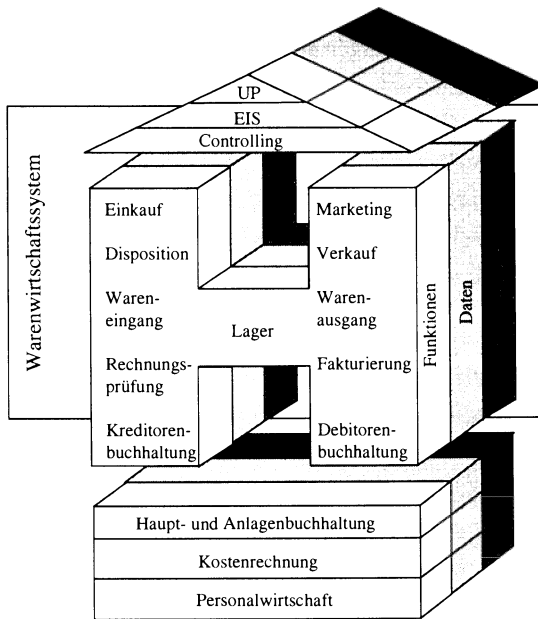 UP
EIS
Controlling
Warenwirtschaftssystem
Einkauf
Disposition
Waren-
eingang
Rechnungs-
prüfung
Kreditoren-
buchhaltung
Lager
Marketing
Verkauf
Waren-
ausgang
Fakturierung
Debitoren-
buchhaltung
Funktionen
Daten
Haupt- und Anlagenbuchhaltung
Kostenrechnung
Personalwirtschaft